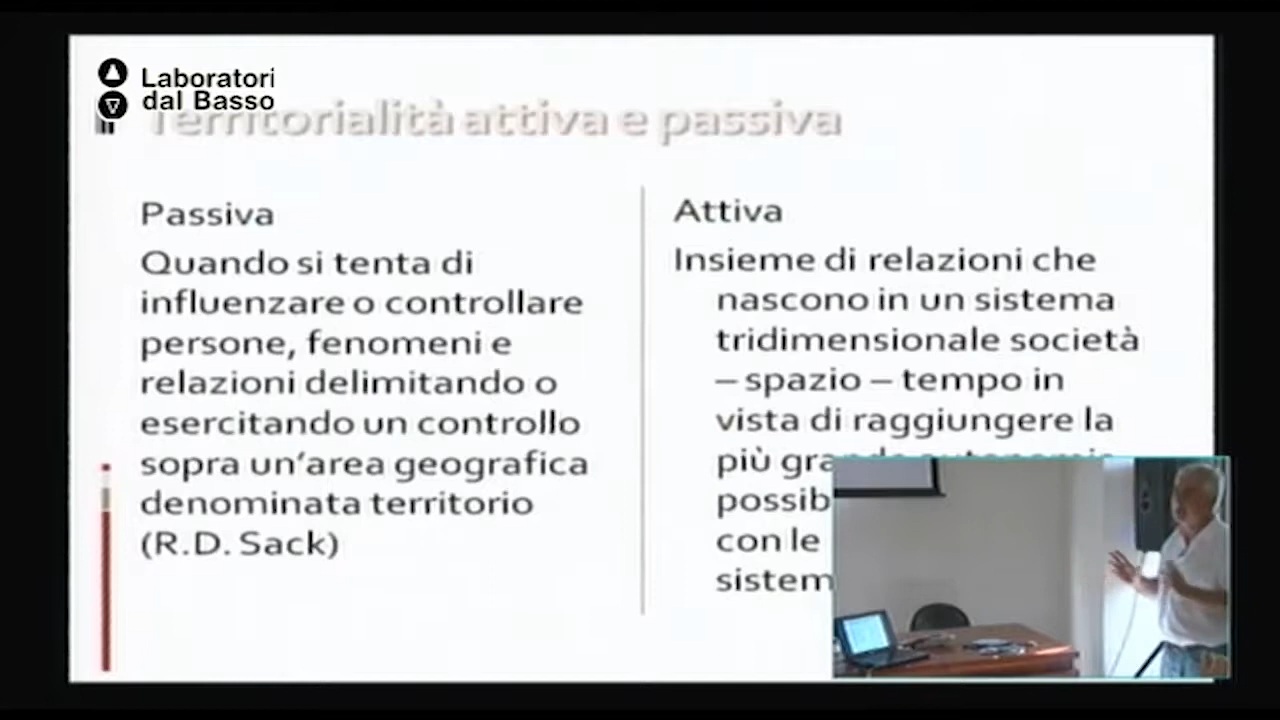 Laboratori
dal Basso
Territorialità attiva e passiva
Passiva
Quando si tenta di
influenzare o controllare
persone, fenomeni e
relazioni delimitando o
esercitando un controllo
sopra un'area geografica
denominata territorio
(R.D. Sack)
Attiva
Insieme di relazioni che
nascono in un sistema
tridimensionale società
– spazio – tempo in
vista di raggiungere la
più
con le